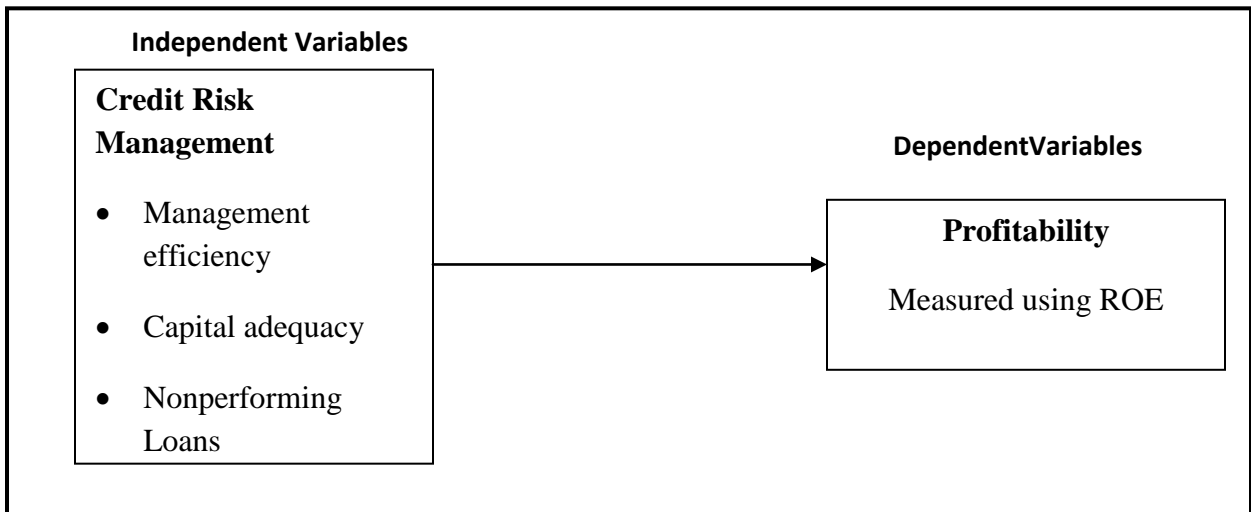 Independent Variables
Credit Risk
Management
• Management
efficiency
• Capital adequacy
• Nonperforming
Loans
DependentVariables
Profitability
Measured using ROE